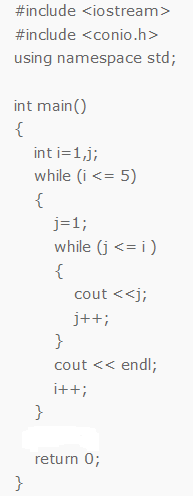 #include <iostream>
#include <conio.h>
using namespace std;

int main()
{
    int i=1,j;
    while (i <= 5)
    {
        j=1;
        while (j <= i )
        {
            cout <<j;
            j++;
        }
        cout << endl;
        i++;
    }

    return 0;
}